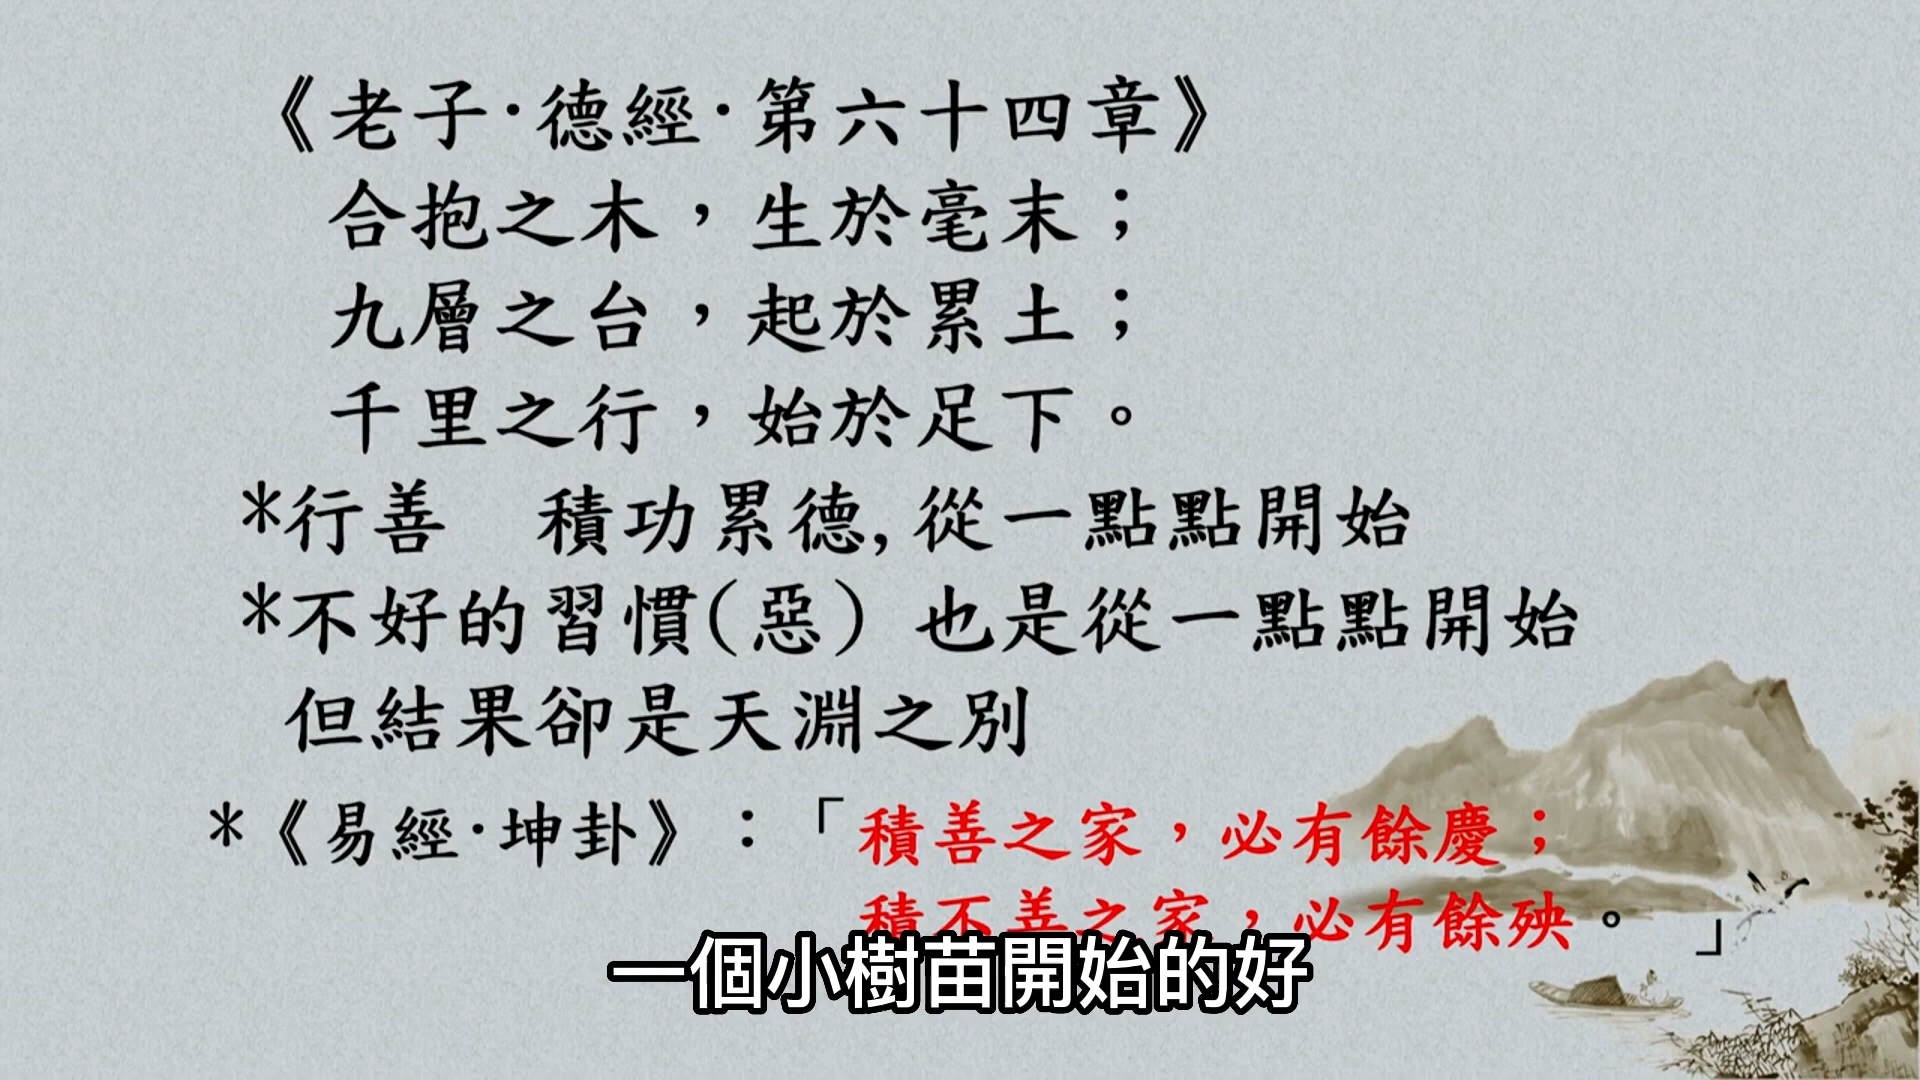 《老子·德經·第六十四章》
合抱之木，生於毫末；
九層之台，起於累土；
千里之行，始於足下。
*行善　積功累德,從一點點開始
*不好的習慣(惡) 也是從一點點開始
但結果卻是天淵之別
*《易經·坤卦》：「積善之家，必有餘慶；
積不善之家，必有餘殃。」
一個小樹苗開始的好